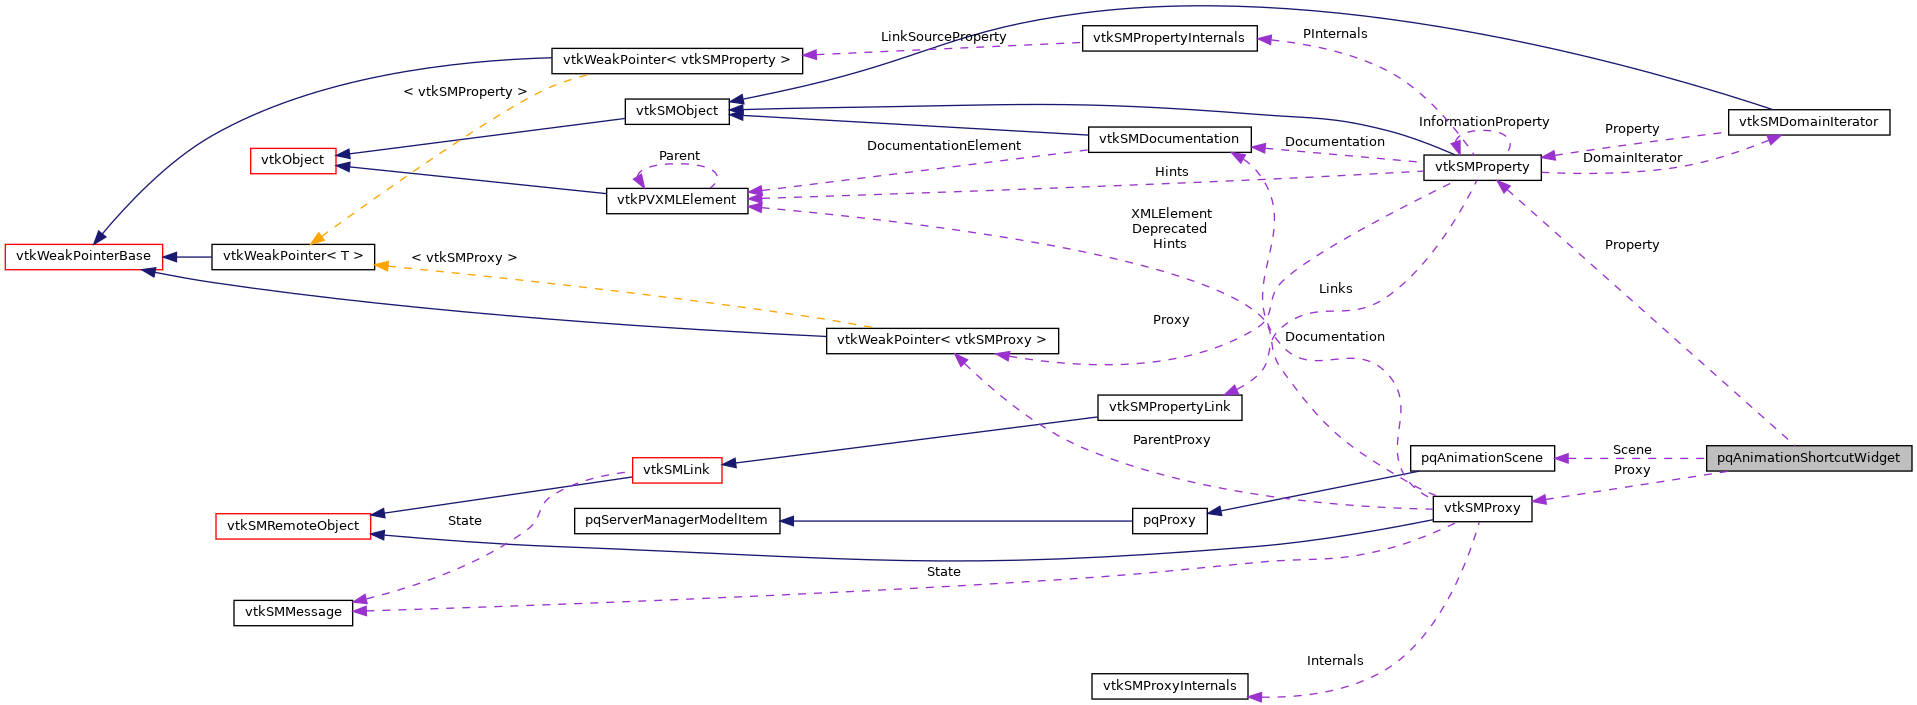 LinkSourceProperty
vtkSMPropertyInternals
PInternals
vtkWeakPointer< vtkSMProperty >
< vtkSMProperty >
vtkSMObject
vtkSMDomainIterator
InformationProperty
Property
vtkSMDocumentation
Documentation
DocumentationElement
vtkObject
Parent
DomainIterator
vtkSMProperty
Hints
vtkPVXMLElement
XMLElement
Deprecated
Hints
Property
vtkWeakPointerBase
vtkWeakPointer< T >
< vtkSMProxy >
Links
Proxy
vtkWeakPointer< vtkSMProxy >
Documentation
vtkSMPropertyLink
ParentProxy
Scene
pqAnimationScene
pqAnimationShortcutWidget
vtkSMLink
Proxy
vtkSMProxy
vtkSMRemoteObject
State
pqServerManagerModelItem
pqProxy
State
vtkSMMessage
Internals
vtkSMProxyInternals